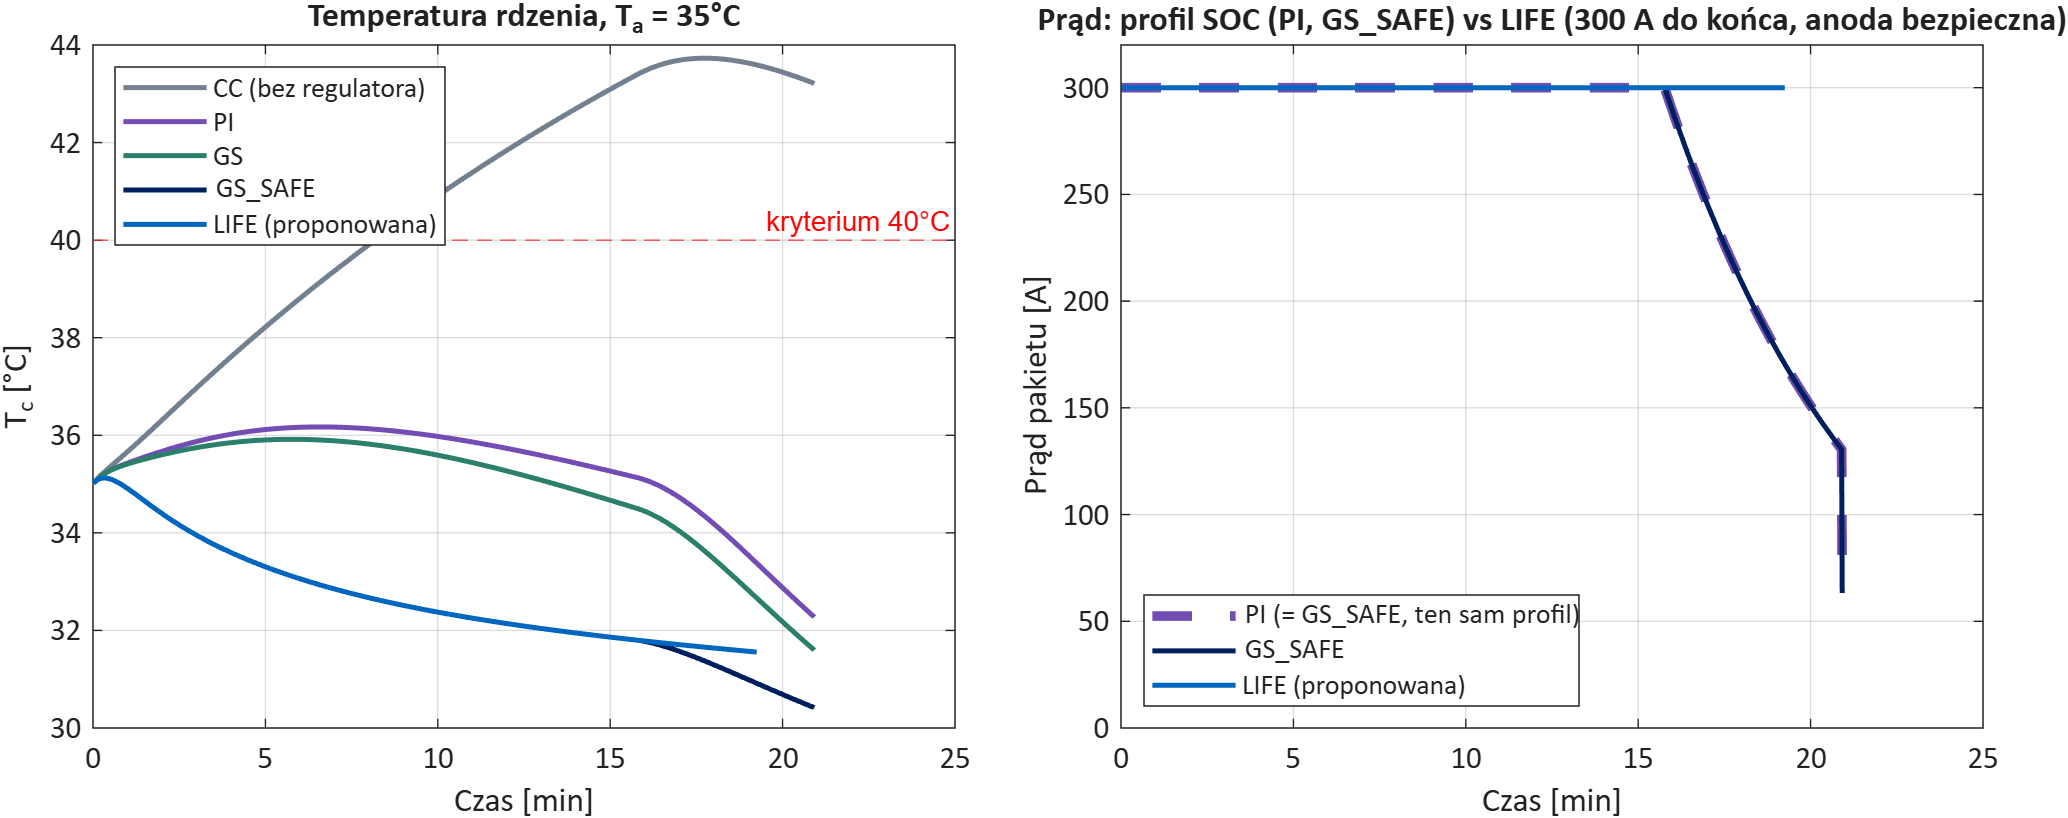 Temperatura rdzenia, Tₐ = 35°C
44
42
40
38
36
34
32
30
T꜀ [°C]
CC (bez regulatora)
PI
GS
GS_SAFE
LIFE (proponowana)
kryterium 40°C
0 5 10 15 20 25
Czas [min]
Prąd: profil SOC (PI, GS_SAFE) vs LIFE (300 A do końca, anoda bezpieczna)
300
250
200
150
100
50
0
Prąd pakietu [A]
PI (= GS_SAFE, ten sam profil)
GS_SAFE
LIFE (proponowana)
0 5 10 15 20 25
Czas [min]